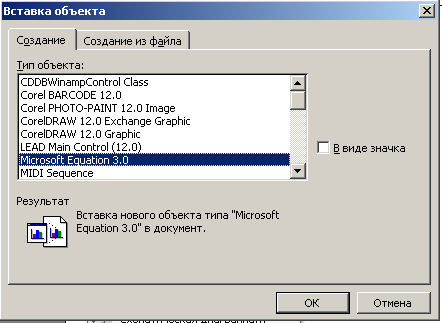 Вставка объекта
Создание
Создание из файла
Тип объекта:
CDDBWinampControl Class
Corel BARCODE 12.0
Corel PHOTO-PAINT 12.0 Image
CorelDRAW 12.0 Exchange Graphic
CorelDRAW 12.0 Graphic
LEAD Main Control (12.0)
Microsoft Equation 3.0
MIDI Sequence
В виде значка
Результат
Вставка нового объекта типа "Microsoft
Equation 3.0" в документ.
ОК
Отмена